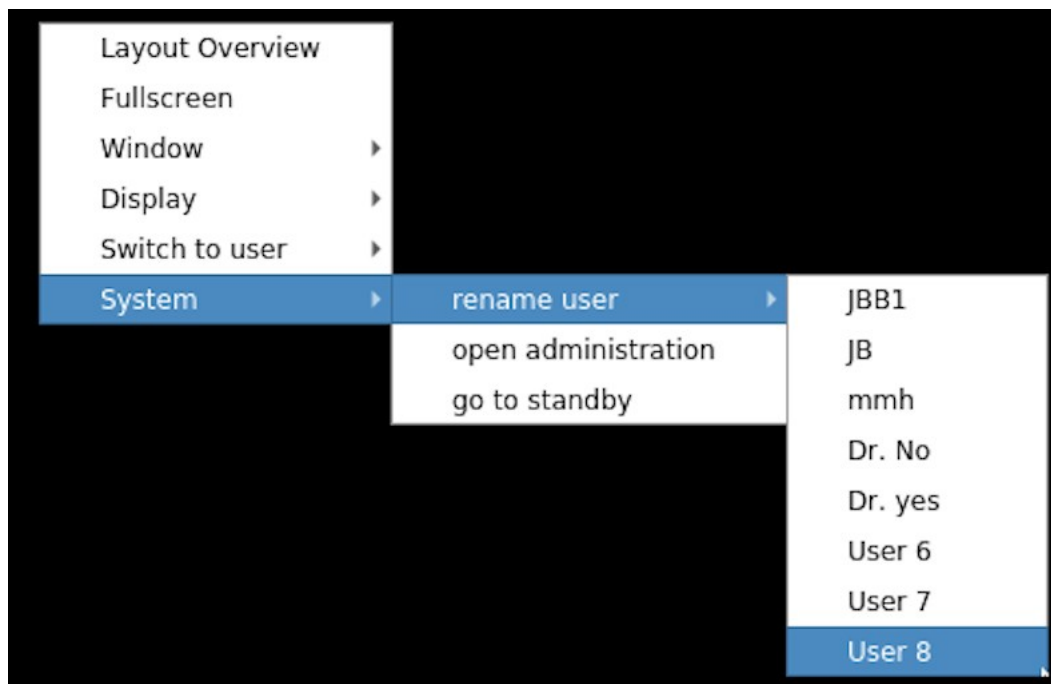 Layout Overview
Fullscreen
Window
Display
Switch to user
System
rename user
open administration
go to standby
JBB1
JB
mmh
Dr. No
Dr. yes
User 6
User 7
User 8